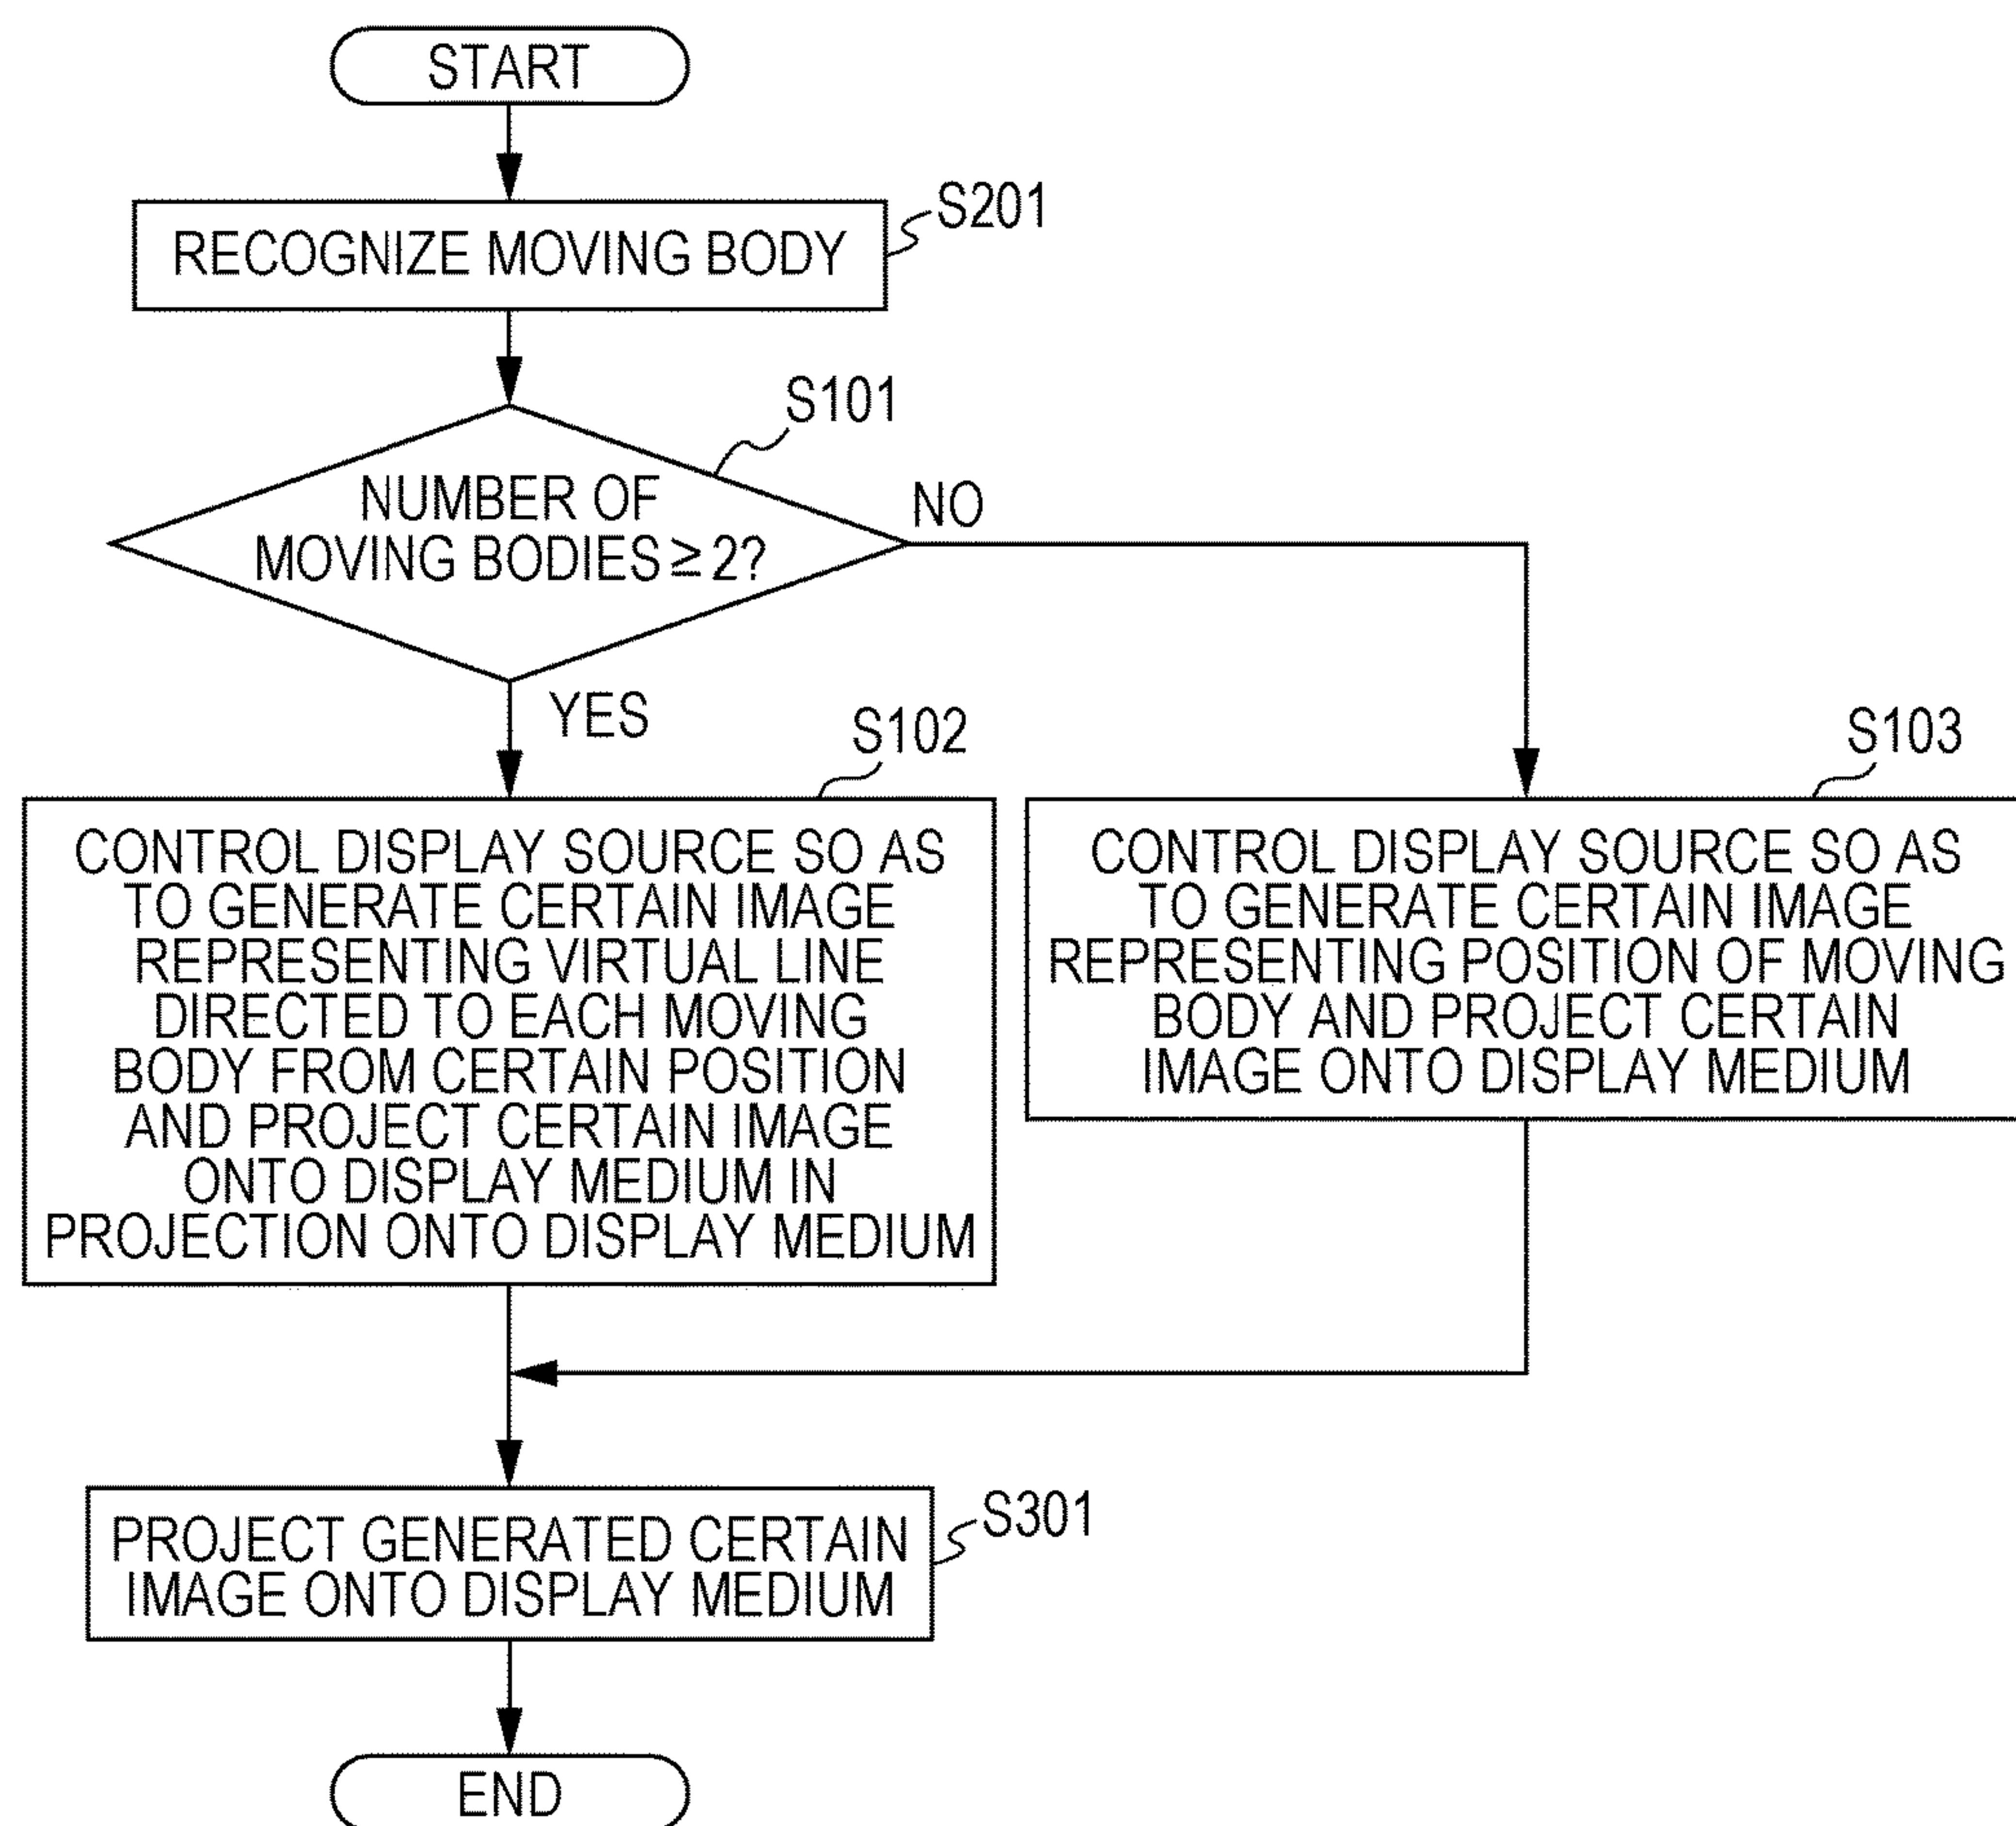 START
S201
RECOGNIZE MOVING BODY
S101
NUMBER OF
MOVING BODIES ≥ 2?
NO
YES
S102
CONTROL DISPLAY SOURCE SO AS
TO GENERATE CERTAIN IMAGE
REPRESENTING VIRTUAL LINE
DIRECTED TO EACH MOVING
BODY FROM CERTAIN POSITION
AND PROJECT CERTAIN IMAGE
ONTO DISPLAY MEDIUM IN
PROJECTION ONTO DISPLAY MEDIUM
S103
CONTROL DISPLAY SOURCE SO AS
TO GENERATE CERTAIN IMAGE
REPRESENTING POSITION OF MOVING
BODY AND PROJECT CERTAIN
IMAGE ONTO DISPLAY MEDIUM
S301
PROJECT GENERATED CERTAIN
IMAGE ONTO DISPLAY MEDIUM
END